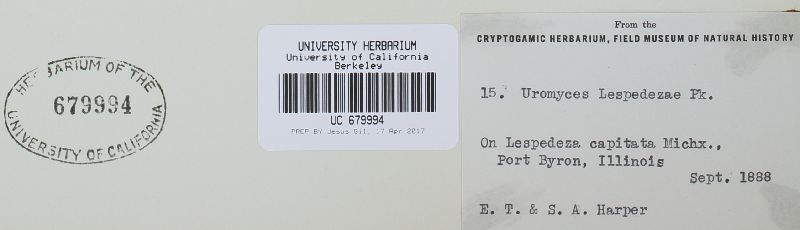 HERBARIUM OF THE
679994
UNIVERSITY OF CALIFORNIA
UNIVERSITY HERBARIUM
University of California
Berkeley
UC 679994
PREP BY Jesus Gil, 17 Apr 2017
From the
CRYPTOGAMIC HERBARIUM, FIELD MUSEUM OF NATURAL HISTORY
15. Uromyces Lespedezae Pk.
On Lespedeza capitata Michx.,
Port Byron, Illinois
Sept. 1888
E. T. & S. A. Harper